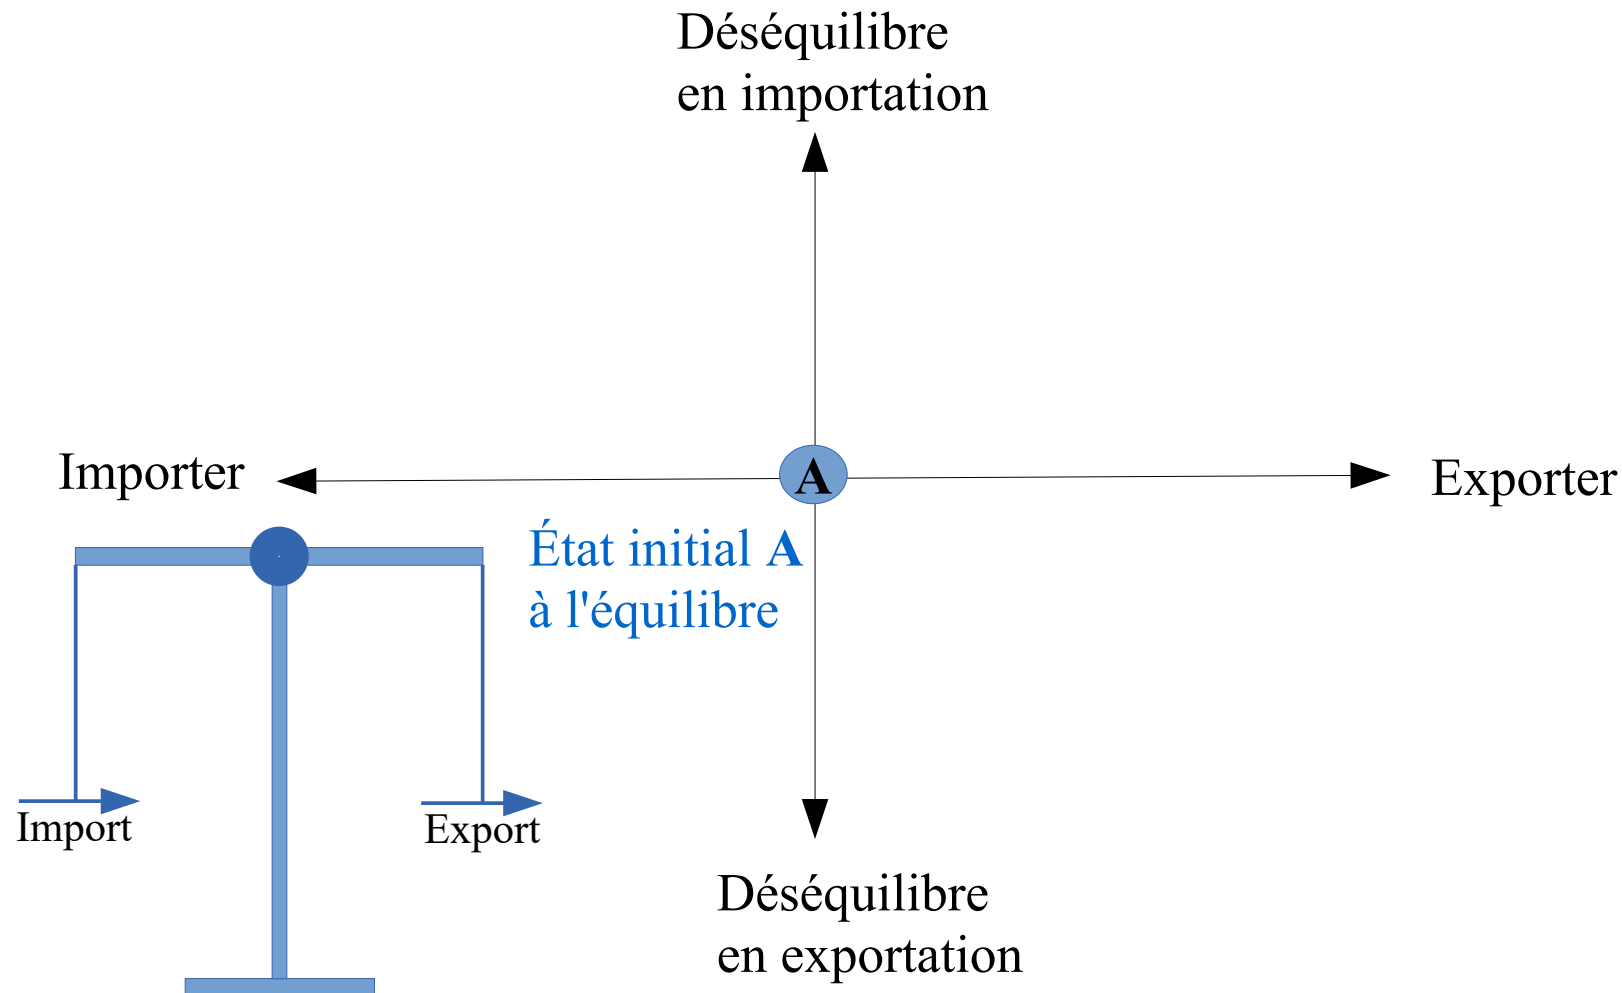 Déséquilibre
en importation
Importer
A
Exporter
État initial A
à l'équilibre
Import
Export
Déséquilibre
en exportation